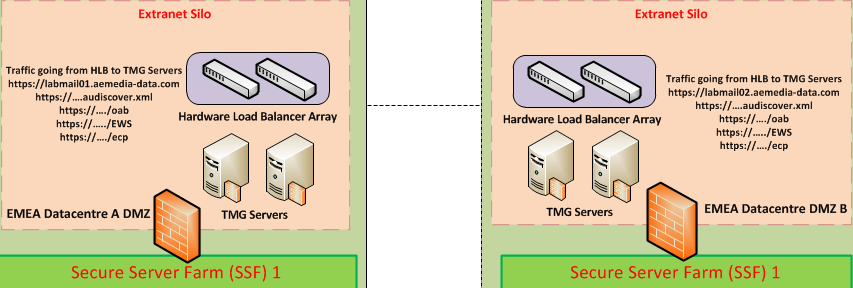 Extranet Silo
Traffic going from HLB to TMG Servers
https://labmail01.aemedia-data.com
https://....audiscover.xml
https://..../oab
https://...../EWS
https://..../ecp
Hardware Load Balancer Array
TMG Servers
EMEA Datacentre A DMZ
Secure Server Farm (SSF) 1
Extranet Silo
Hardware Load Balancer Array
Traffic going from HLB to TMG Servers
https://labmail02.aemedia-data.com
https://....audiscover.xml
https://..../oab
https://...../EWS
https://..../ecp
TMG Servers
EMEA Datacentre DMZ B
Secure Server Farm (SSF) 1